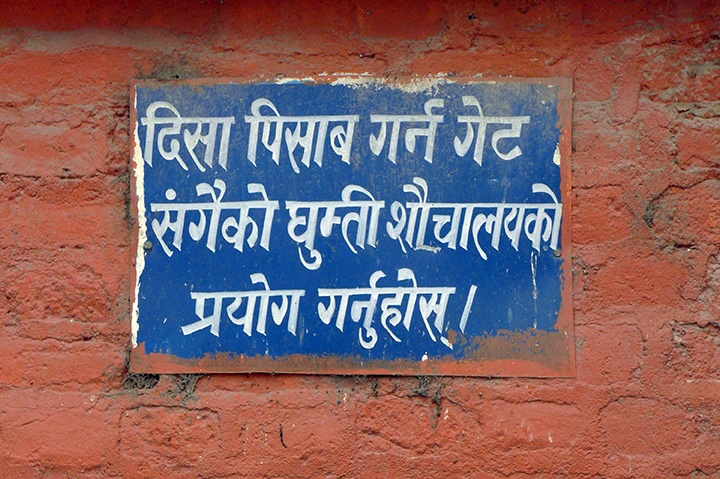 दिसा पिसाब गर्न गेट
संगैको घुम्ती शौचालयको
प्रयोग गर्नुहोस्।